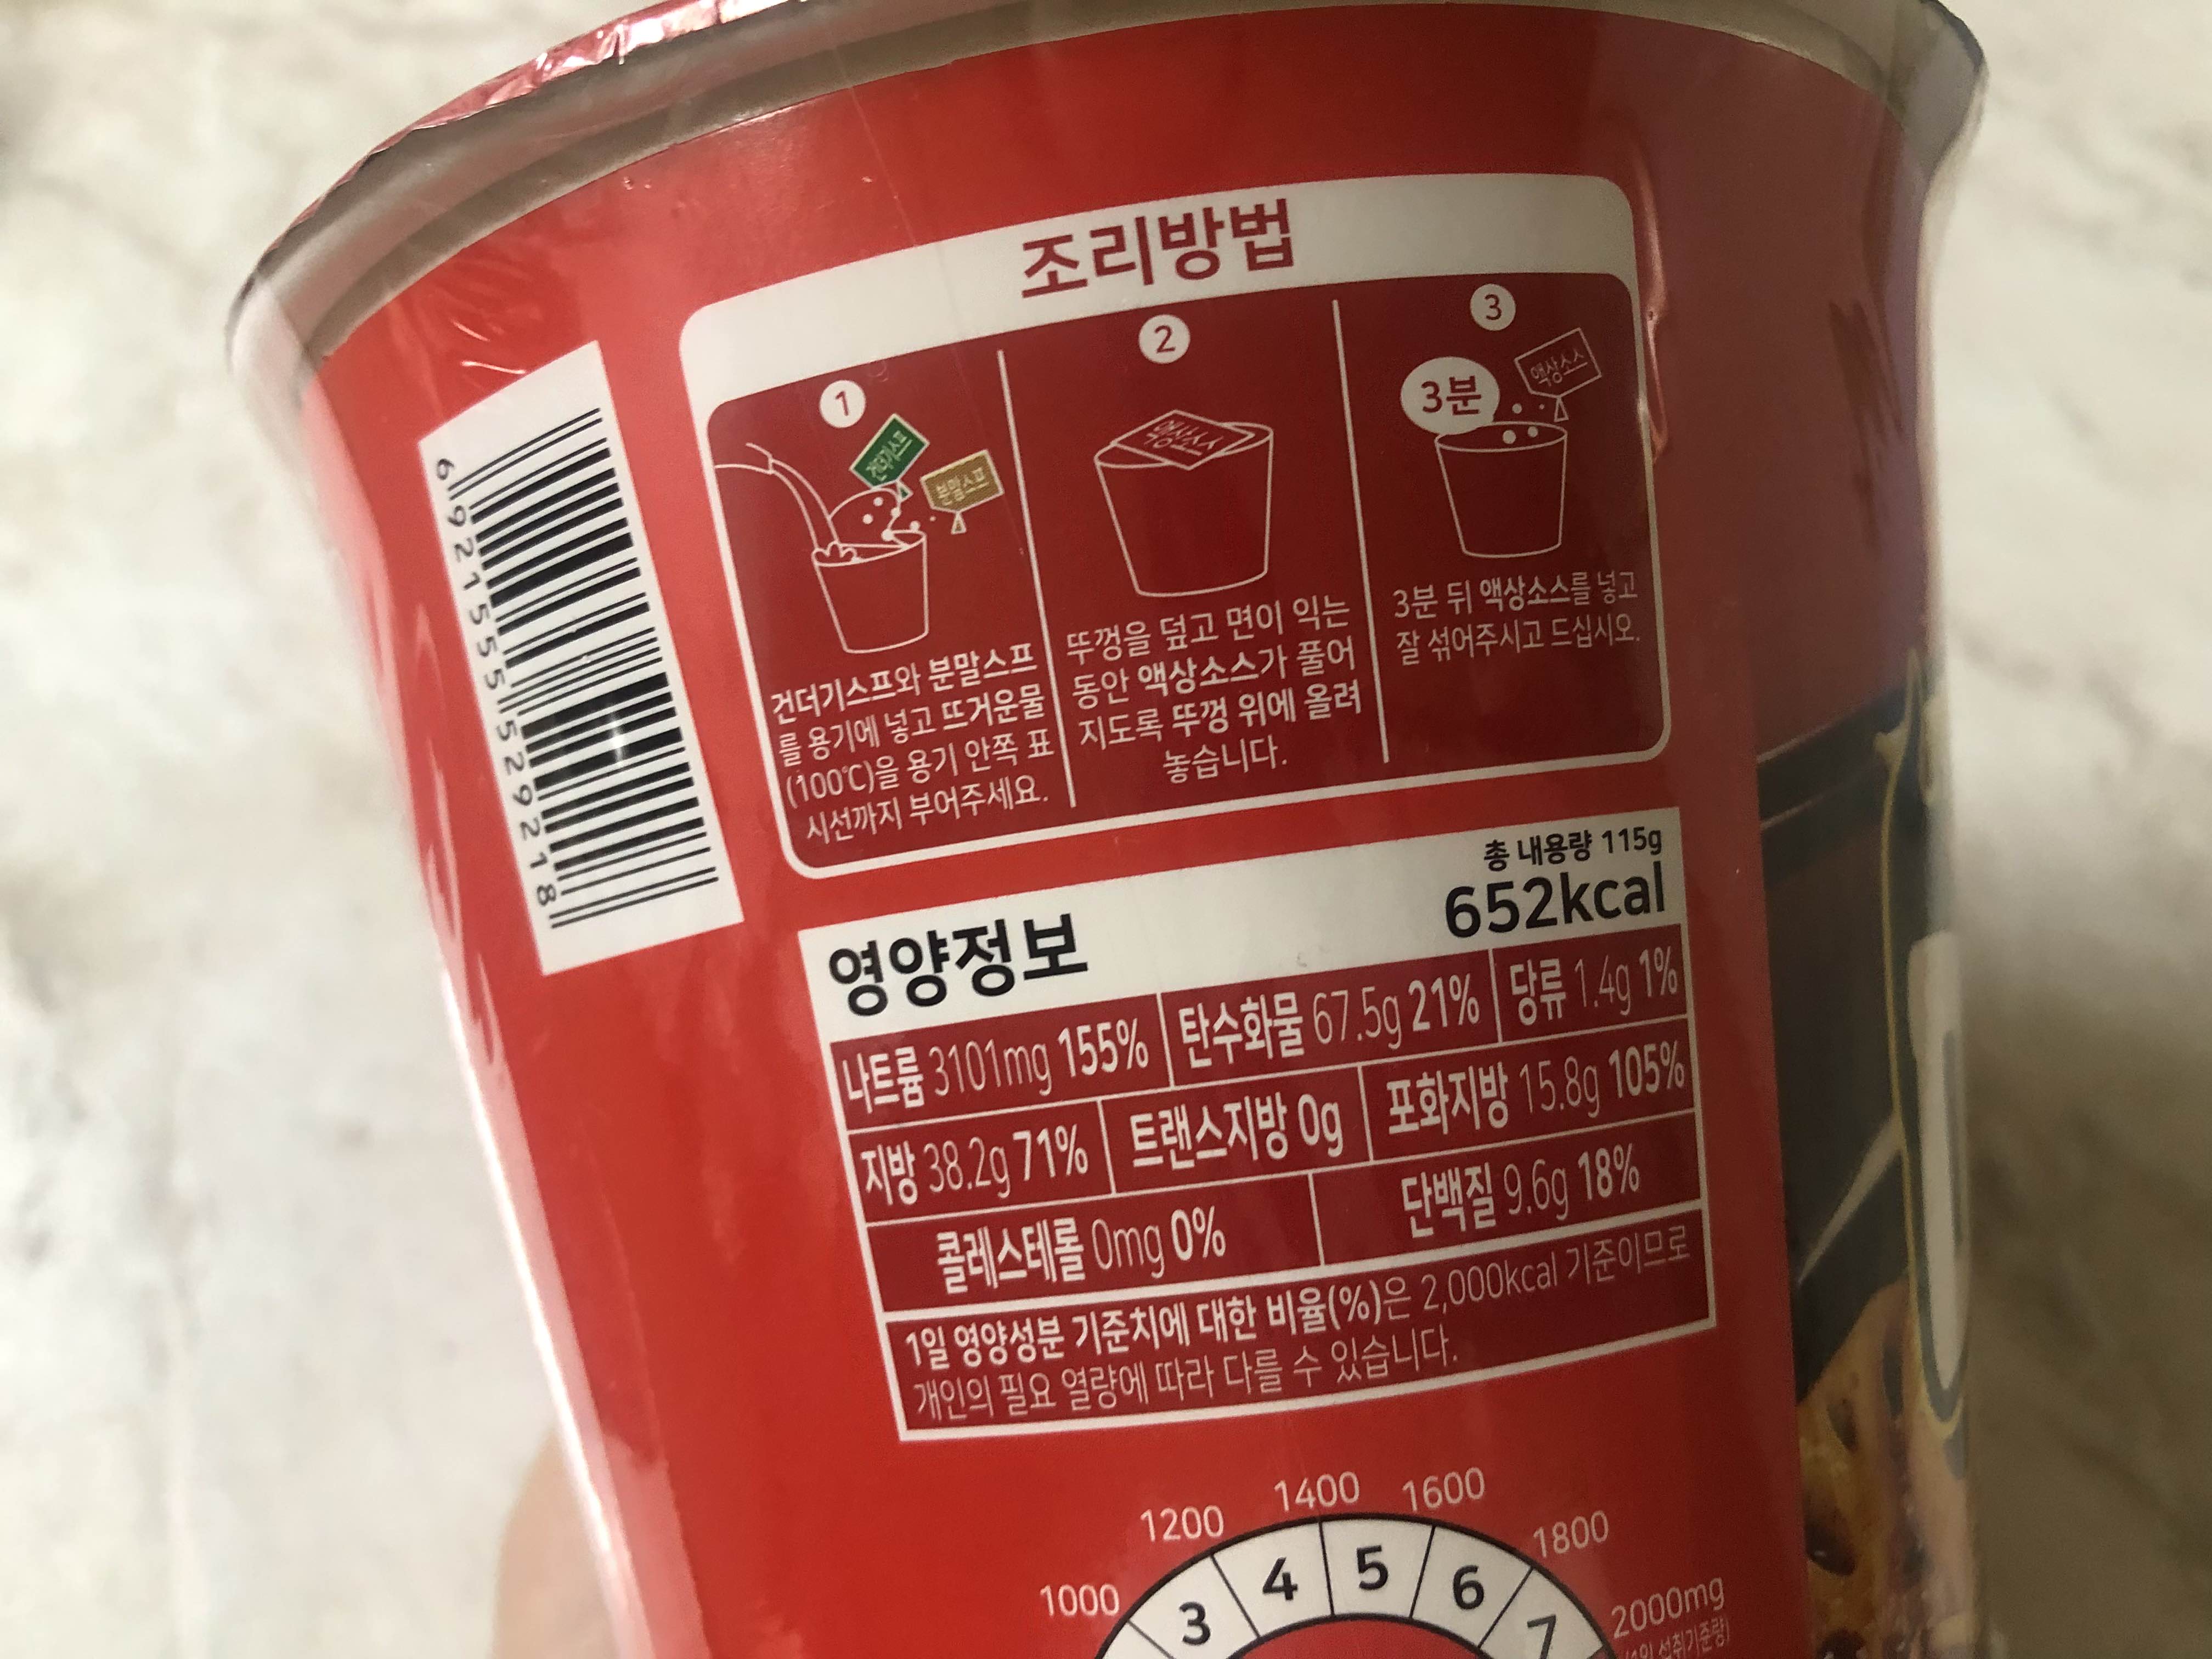 조리방법
1
건더기스프
분말스프
건더기스프와 분말스프
를 용기에 넣고 뜨거운물
(100℃)을 용기 안쪽 표
시선까지 부어주세요.
2
액상소스
뚜껑을 덮고 면이 익는
동안 액상소스가 풀어
지도록 뚜껑 위에 올려
놓습니다.
3
3분
액상소스
3분 뒤 액상소스를 넣고
잘 섞어주시고 드십시오.
6 921555 529218
영양정보
총 내용량 115g
652kcal
나트륨 3101mg 155% 탄수화물 67.5g 21% 당류 1.4g 1%
지방 38.2g 71% 트랜스지방 0g 포화지방 15.8g 105%
콜레스테롤 0mg 0% 단백질 9.6g 18%
1일 영양성분 기준치에 대한 비율(%)은 2,000kcal 기준이므로
개인의 필요 열량에 따라 다를 수 있습니다.
1000 1200 1400 1600 1800 2000mg
(1일 섭취기준량)
3 4 5 6 7